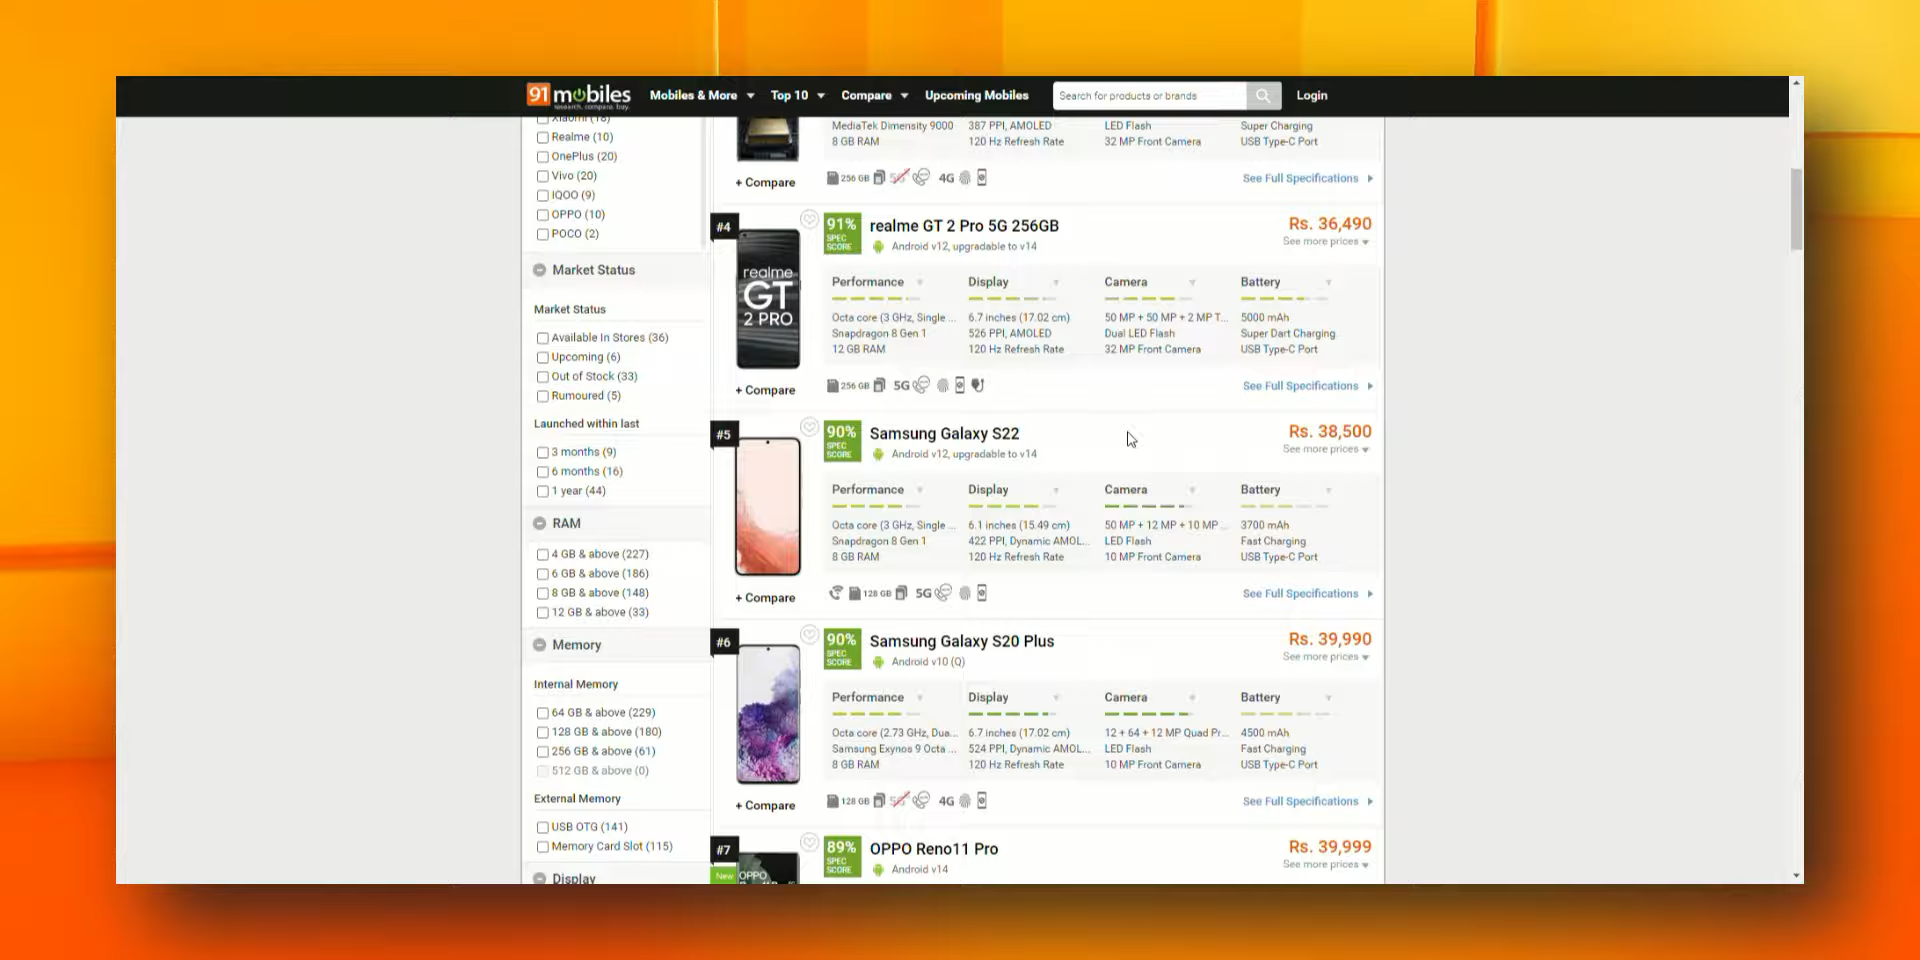 91mobiles
research. compare. buy.
Mobiles & More
Top 10
Compare
Upcoming Mobiles
Search for products or brands
Login
Xiaomi (18)
Realme (10)
OnePlus (20)
Vivo (20)
IQOO (9)
OPPO (10)
POCO (2)
Market Status
Market Status
Available In Stores (36)
Upcoming (6)
Out of Stock (33)
Rumoured (5)
Launched within last
3 months (9)
6 months (16)
1 year (44)
RAM
4 GB & above (227)
6 GB & above (186)
8 GB & above (148)
12 GB & above (33)
Memory
Internal Memory
64 GB & above (229)
128 GB & above (180)
256 GB & above (61)
512 GB & above (0)
External Memory
USB OTG (141)
Memory Card Slot (115)
Display
MediaTek Dimensity 9000
8 GB RAM
387 PPI, AMOLED
120 Hz Refresh Rate
LED Flash
32 MP Front Camera
Super Charging
USB Type-C Port
+ Compare
256 GB
5G
4G
See Full Specifications
#4
realme
GT
2 PRO
+ Compare
91%
SPEC
SCORE
realme GT 2 Pro 5G 256GB
Android v12, upgradable to v14
Rs. 36,490
See more prices
Performance
Octa core (3 GHz, Single ...
Snapdragon 8 Gen 1
12 GB RAM
Display
6.7 inches (17.02 cm)
526 PPI, AMOLED
120 Hz Refresh Rate
Camera
50 MP + 50 MP + 2 MP T...
Dual LED Flash
32 MP Front Camera
Battery
5000 mAh
Super Dart Charging
USB Type-C Port
256 GB
5G
See Full Specifications
#5
+ Compare
90%
SPEC
SCORE
Samsung Galaxy S22
Android v12, upgradable to v14
Rs. 38,500
See more prices
Performance
Octa core (3 GHz, Single ...
Snapdragon 8 Gen 1
8 GB RAM
Display
6.1 inches (15.49 cm)
422 PPI, Dynamic AMOL...
120 Hz Refresh Rate
Camera
50 MP + 12 MP + 10 MP ...
LED Flash
10 MP Front Camera
Battery
3700 mAh
Fast Charging
USB Type-C Port
128 GB
5G
See Full Specifications
#6
+ Compare
90%
SPEC
SCORE
Samsung Galaxy S20 Plus
Android v10 (Q)
Rs. 39,990
See more prices
Performance
Octa core (2.73 GHz, Dua...
Samsung Exynos 9 Octa ...
8 GB RAM
Display
6.7 inches (17.02 cm)
524 PPI, Dynamic AMOL...
120 Hz Refresh Rate
Camera
12 + 64 + 12 MP Quad Pr...
LED Flash
10 MP Front Camera
Battery
4500 mAh
Fast Charging
USB Type-C Port
128 GB
5G
4G
See Full Specifications
#7
New
OPPO
89%
SPEC
SCORE
OPPO Reno11 Pro
Android v14
Rs. 39,999
See more prices